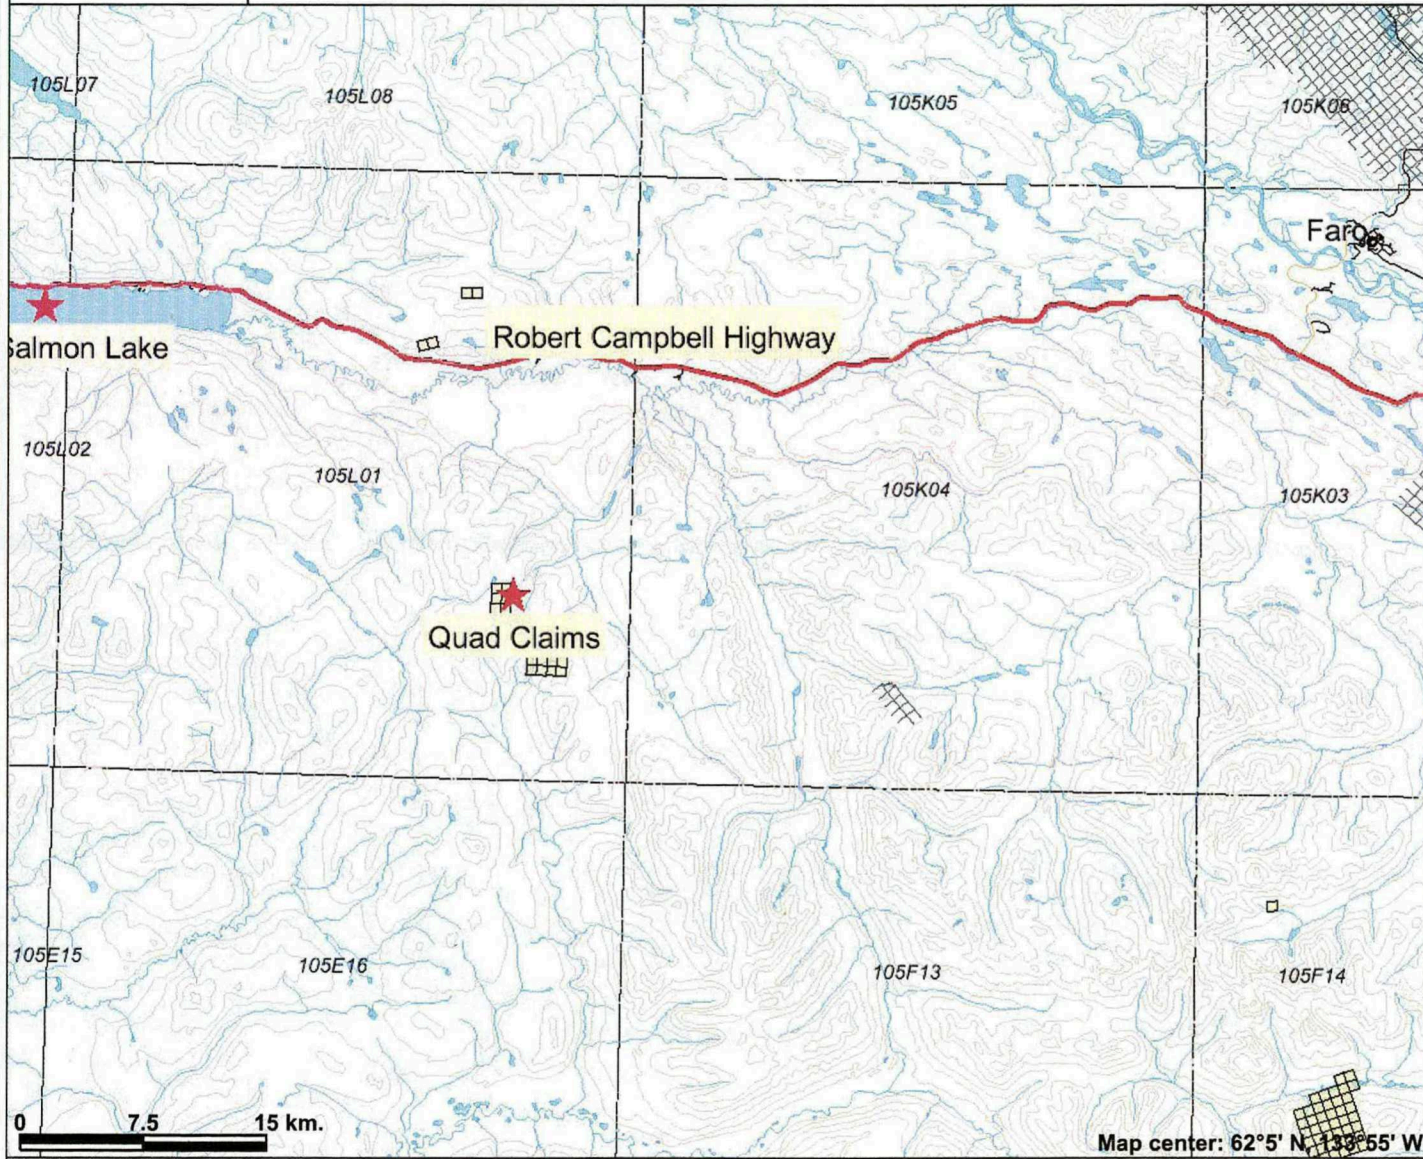 105L07
105L08
105K05
105K06
Faro
Salmon Lake
Robert Campbell Highway
105L02
105L01
105K04
105K03
Quad Claims
105E15
105E16
105F13
105F14
0 7.5 15 km.
Map center: 62°5' N, 133°55' W